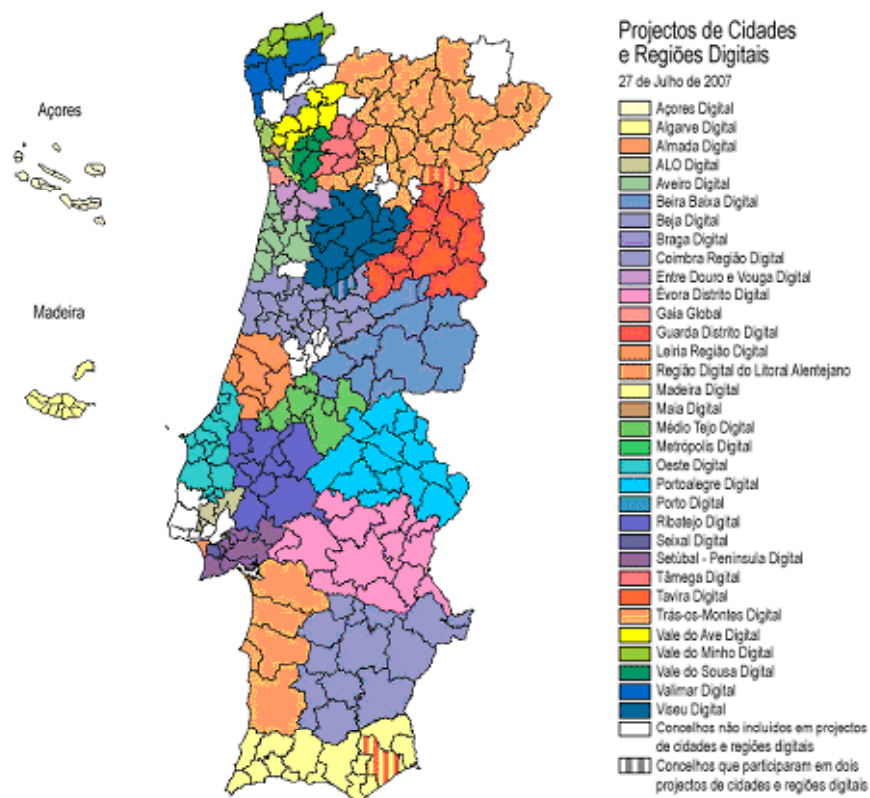 Projectos de Cidades
e Regiões Digitais
27 de Julho de 2007
Açores
Madeira
Açores Digital
Algarve Digital
Almada Digital
ALO Digital
Aveiro Digital
Beira Baixa Digital
Beja Digital
Braga Digital
Coimbra Região Digital
Entre Douro e Vouga Digital
Évora Distrito Digital
Gaia Global
Guarda Distrito Digital
Leiria Região Digital
Região Digital do Litoral Alentejano
Madeira Digital
Maia Digital
Médio Tejo Digital
Metrópolis Digital
Oeste Digital
Portoalegre Digital
Porto Digital
Ribatejo Digital
Seixal Digital
Setúbal - Península Digital
Tâmega Digital
Tavira Digital
Trás-os-Montes Digital
Vale do Ave Digital
Vale do Minho Digital
Vale do Sousa Digital
Valimar Digital
Viseu Digital
Concelhos não incluídos em projectos
de cidades e regiões digitais
Concelhos que participaram em dois
projectos de cidades e regiões digitais